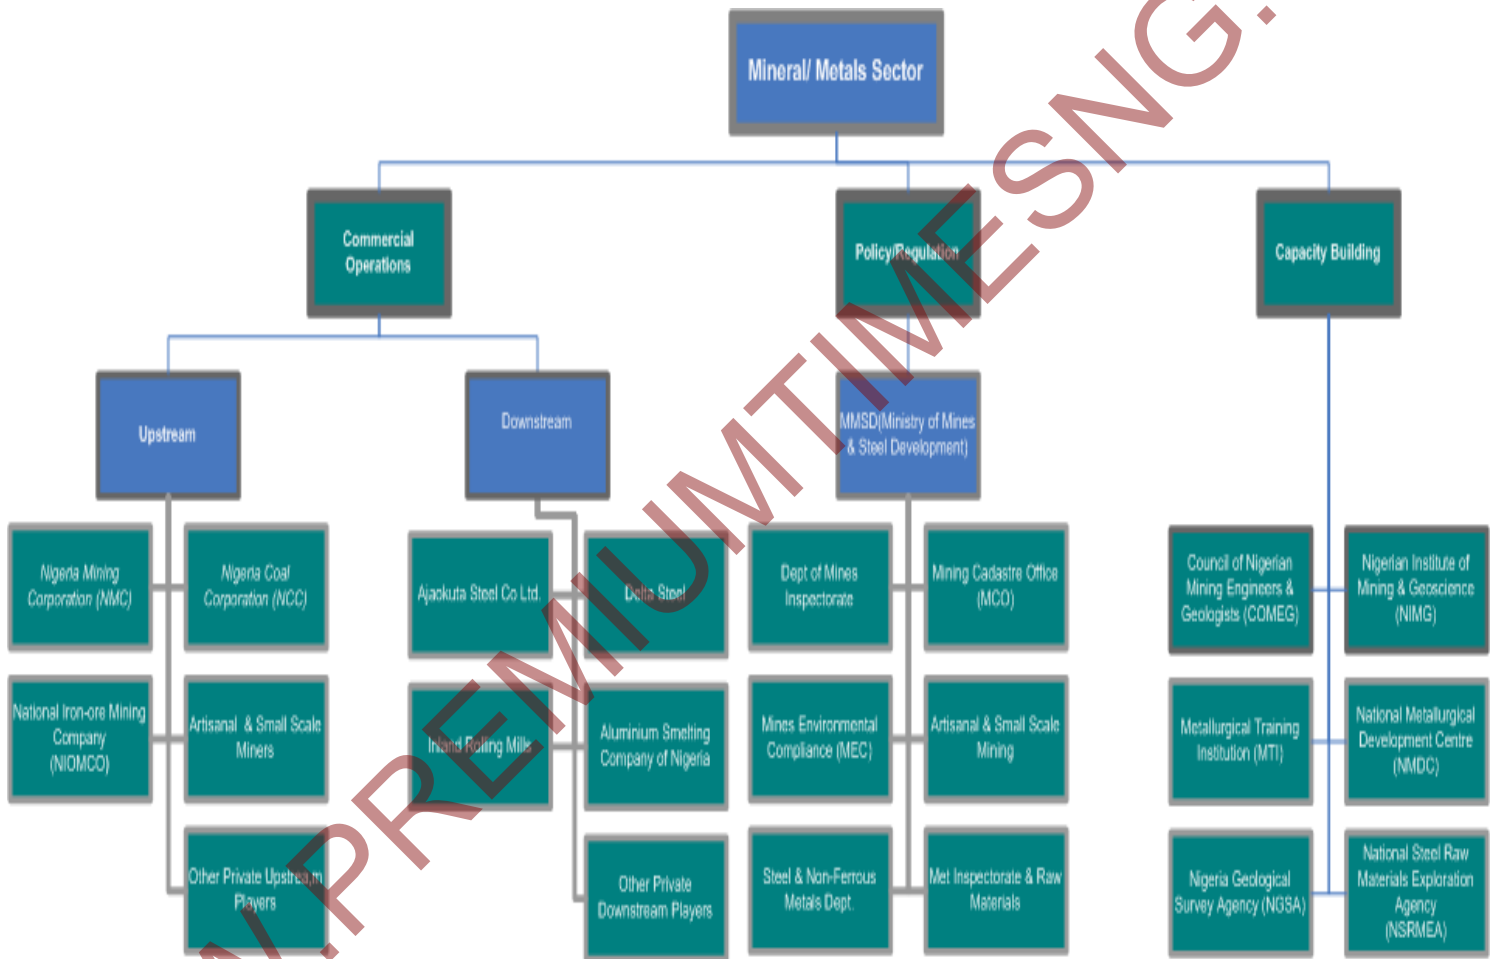 Mineral/ Metals Sector
Commercial
Operations
Policy/Regulation
Capacity Building
Upstream
Downstream
MMSD(Ministry of Mines
& Steel Development)
Nigeria Mining
Corporation (NMC)
Nigeria Coal
Corporation (NCC)
National Iron-ore Mining
Company
(NIOMCO)
Artisanal & Small Scale
Miners
Other Private Upstrea,m
Players
Ajaokuta Steel Co Ltd.
Delta Steel
Inland Rolling Mills
Aluminium Smelting
Company of Nigeria
Other Private
Downstream Players
Dept of Mines
Inspectorate
Mining Cadastre Office
(MCO)
Mines Environmental
Compliance (MEC)
Artisanal & Small Scale
Mining
Steel & Non-Ferrous
Metals Dept.
Met Inspectorate & Raw
Materials
Council of Nigerian
Mining Engineers &
Geologists (COMEG)
Nigerian Institute of
Mining & Geoscience
(NIMG)
Metallurgical Training
Institution (MTI)
National Metallurgical
Development Centre
(NMDC)
Nigeria Geological
Survey Agency (NGSA)
National Steel Raw
Materials Exploration
Agency
(NSRMEA)
.PREMIUMTIMESNG.